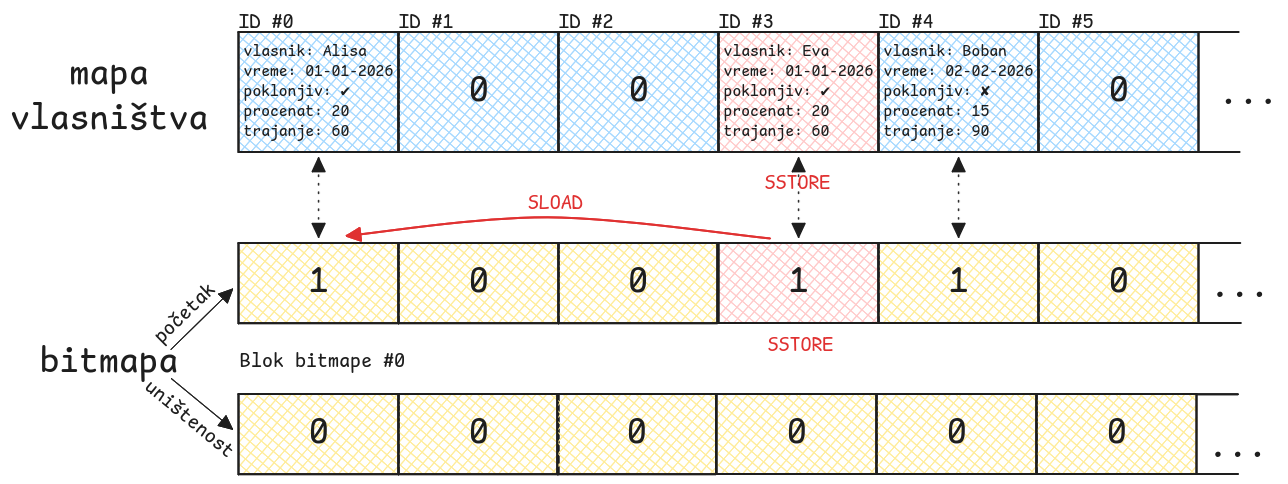 ID #0 ID #1 ID #2 ID #3 ID #4 ID #5
mapa
vlasništva
vlasnik: Alisa
vreme: 01-01-2026
poklonjiv: ✔
procenat: 20
trajanje: 60
0
0
vlasnik: Eva
vreme: 01-01-2026
poklonjiv: ✔
procenat: 20
trajanje: 60
vlasnik: Boban
vreme: 02-02-2026
poklonjiv: ✘
procenat: 15
trajanje: 90
0
...
SSTORE
SLOAD
1 0 0 1 1 0 ...
početak
SSTORE
bitmapa
Blok bitmape #0
uništenost
0 0 0 0 0 0 ...